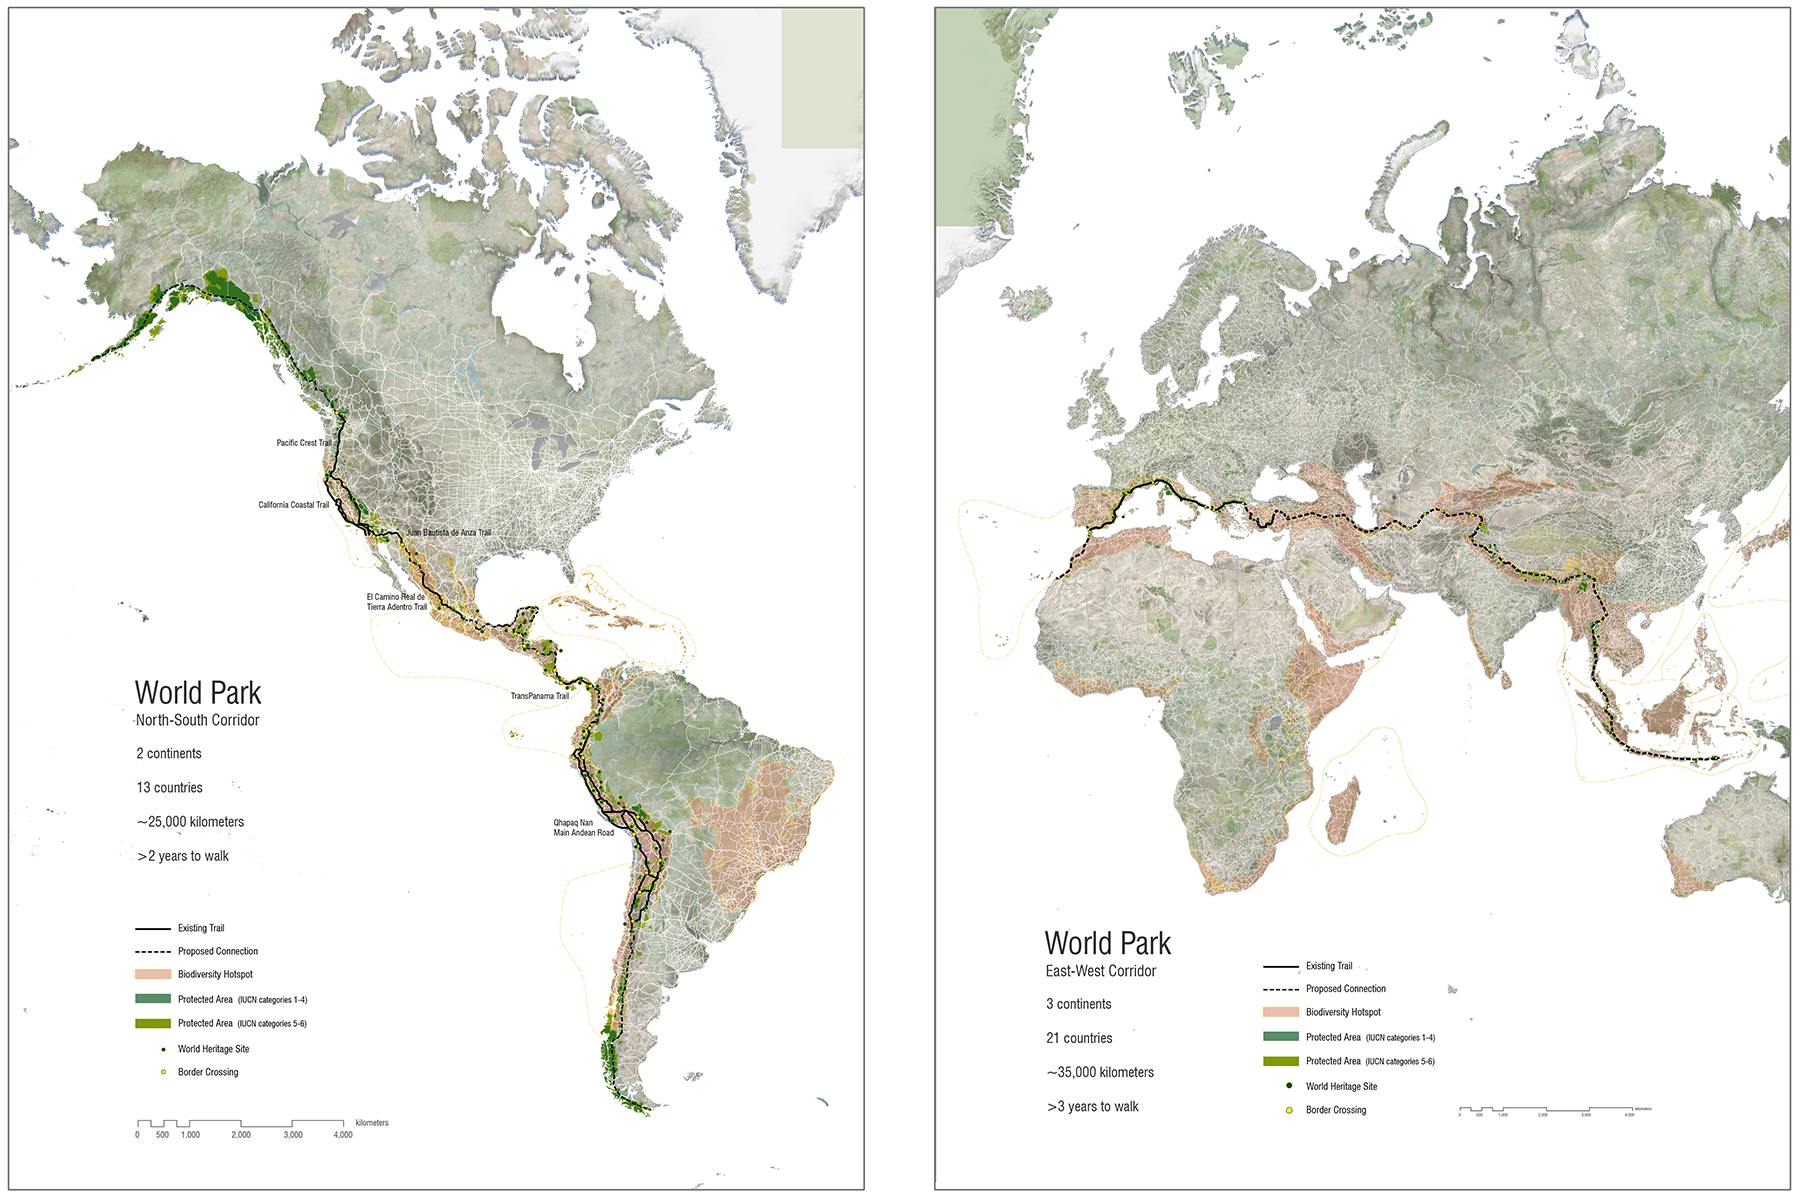 Pacific Crest Trail
California Coastal Trail
Juan Bautista de Anza Trail
El Camino Real de
Tierra Adentro Trail
TransPanama Trail
Qhapaq Nan
Main Andean Road
World Park
North-South Corridor
2 continents
13 countries
~25,000 kilometers
>2 years to walk
Existing Trail
Proposed Connection
Biodiversity Hotspot
Protected Area (IUCN categories 1-4)
Protected Area (IUCN categories 5-6)
World Heritage Site
Border Crossing
kilometers
0 500 1,000 2,000 3,000 4,000
World Park
East-West Corridor
3 continents
21 countries
~35,000 kilometers
>3 years to walk
Existing Trail
Proposed Connection
Biodiversity Hotspot
Protected Area (IUCN categories 1-4)
Protected Area (IUCN categories 5-6)
World Heritage Site
Border Crossing
kilometers
0 500 1,000 2,000 3,000 4,000